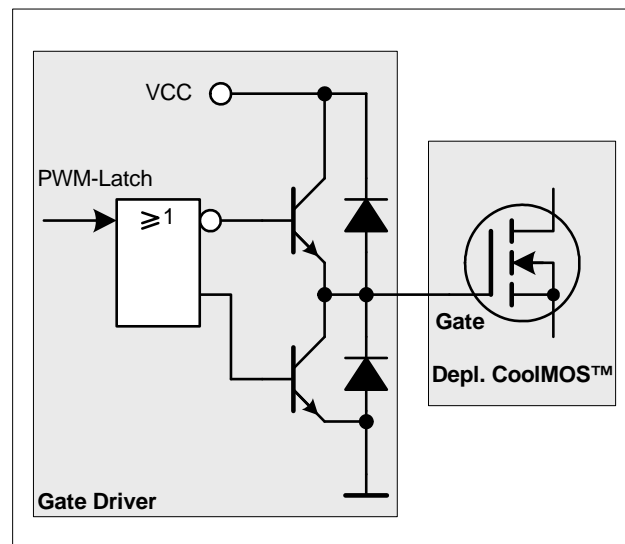 VCC
PWM-Latch
≥1
Gate
Depl. CoolMOS™
Gate Driver